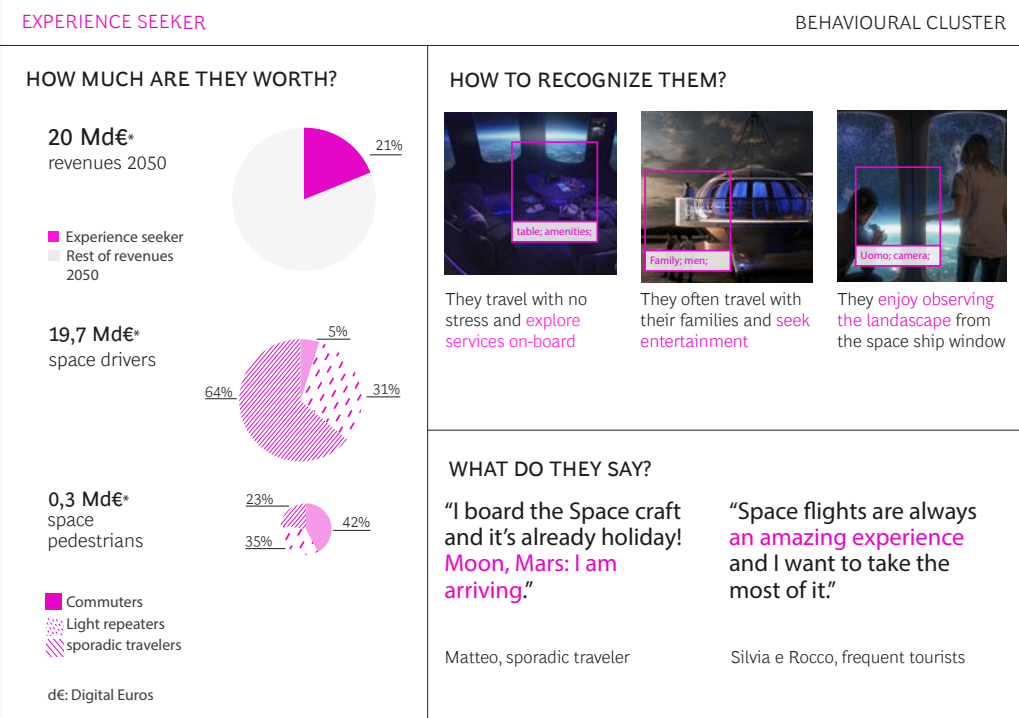 EXPERIENCE SEEKER
BEHAVIOURAL CLUSTER
HOW MUCH ARE THEY WORTH?
20 Md€*
revenues 2050
21%
Experience seeker
Rest of revenues
2050
19,7 Md€*
space drivers
5%
64%
31%
0,3 Md€*
space
pedestrians
23%
42%
35%
Commuters
Light repeaters
sporadic travelers
d€: Digital Euros
HOW TO RECOGNIZE THEM?
table; amenities;
Family; men;
Uomo; camera;
They travel with no
stress and explore
services on-board
They often travel with
their families and seek
entertainment
They enjoy observing
the landascape from
the space ship window
WHAT DO THEY SAY?
“I board the Space craft
and it’s already holiday!
Moon, Mars: I am
arriving.”
Matteo, sporadic traveler
“Space flights are always
an amazing experience
and I want to take the
most of it.”
Silvia e Rocco, frequent tourists